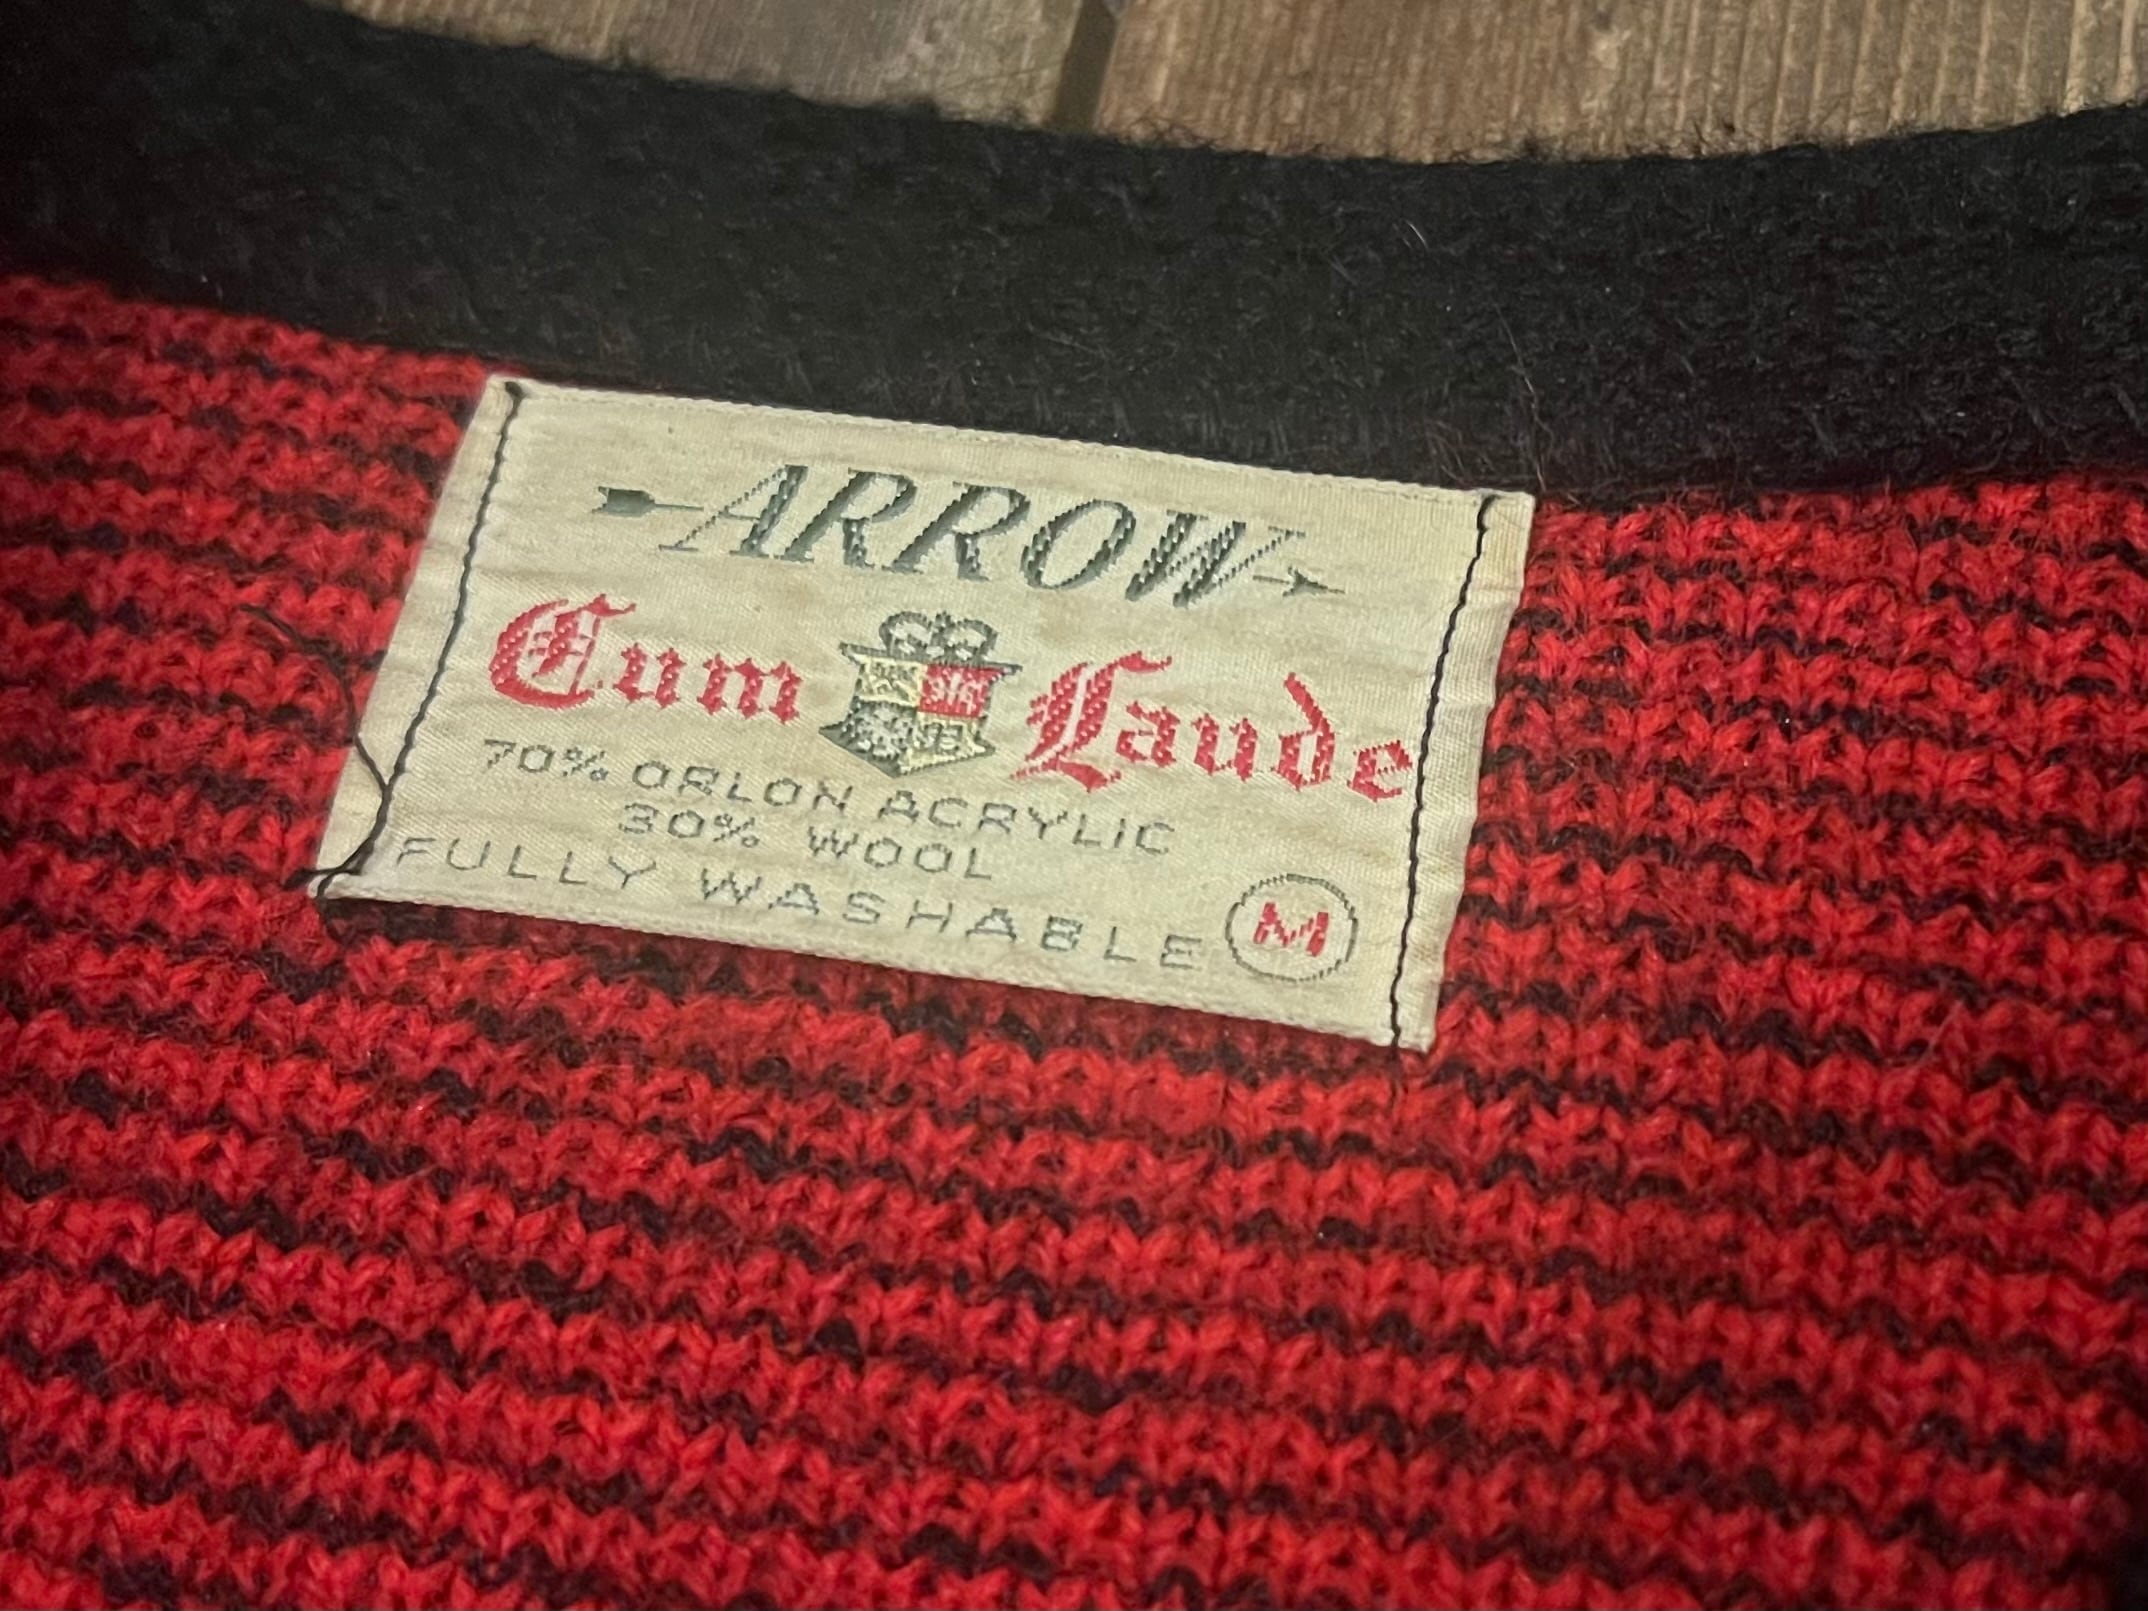 ARROW
Cum Laude
70% ORLON ACRYLIC
30% WOOL
FULLY WASHABLE M